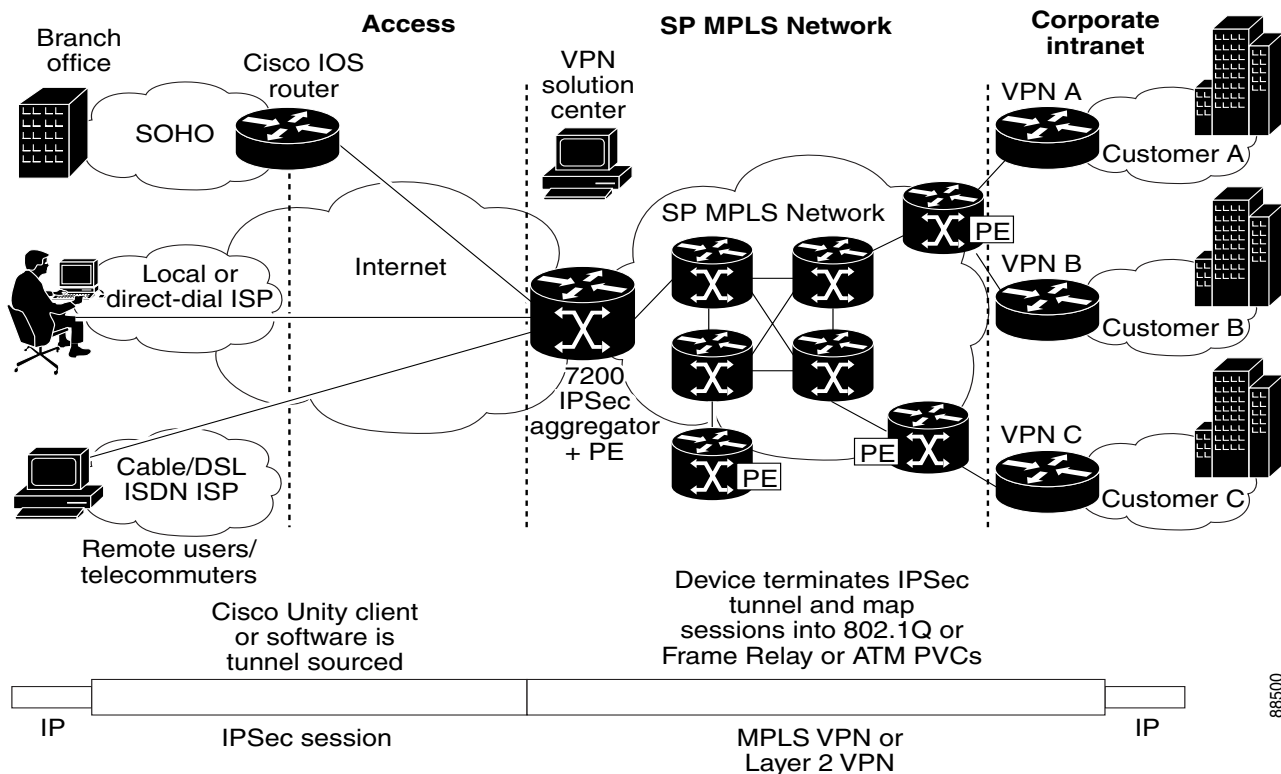 Access
SP MPLS Network
Corporate
intranet
Branch
office
Cisco IOS
router
VPN
solution
center
VPN A
SOHO
Customer A
SP MPLS Network
PE
Internet
Local or
direct-dial ISP
VPN B
Customer B
7200
IPSec
aggregator
+ PE
Cable/DSL
ISDN ISP
PE
PE
VPN C
Customer C
Remote users/
telecommuters
Cisco Unity client
or software is
tunnel sourced
Device terminates IPSec
tunnel and map
sessions into 802.1Q or
Frame Relay or ATM PVCs
IP
IPSec session
MPLS VPN or
Layer 2 VPN
IP
88500